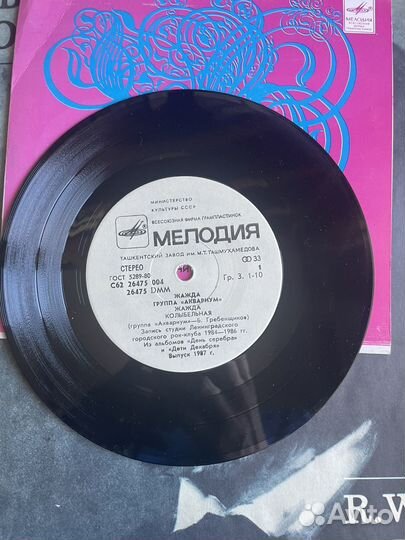 МЕЛОДИЯ
МИНИСТЕРСТВО
КУЛЬТУРЫ СССР
ВСЕСОЮЗНАЯ ФИРМА ГРАМПЛАСТИНОК
МЕЛОДИЯ
ТАШКЕНТСКИЙ ЗАВОД ИМ. М. Т. ТАШМУХАМЕДОВА
СТЕРЕО
33
ГОСТ 5289-80
1
С62 26475 004
Гр. 3. 1-10
26475 DMM
ЖАЖДА
ГРУППА «АКВАРИУМ»
ЖАЖДА
КОЛЫБЕЛЬНАЯ
(группа «Аквариум»—Б. Гребенщиков)
Запись студии Ленинградского
городского рок-клуба 1984—1986 гг.
Из альбомов «День серебра»
и «Дети Декабря»
Выпуск 1987 г.
R.W
Avito